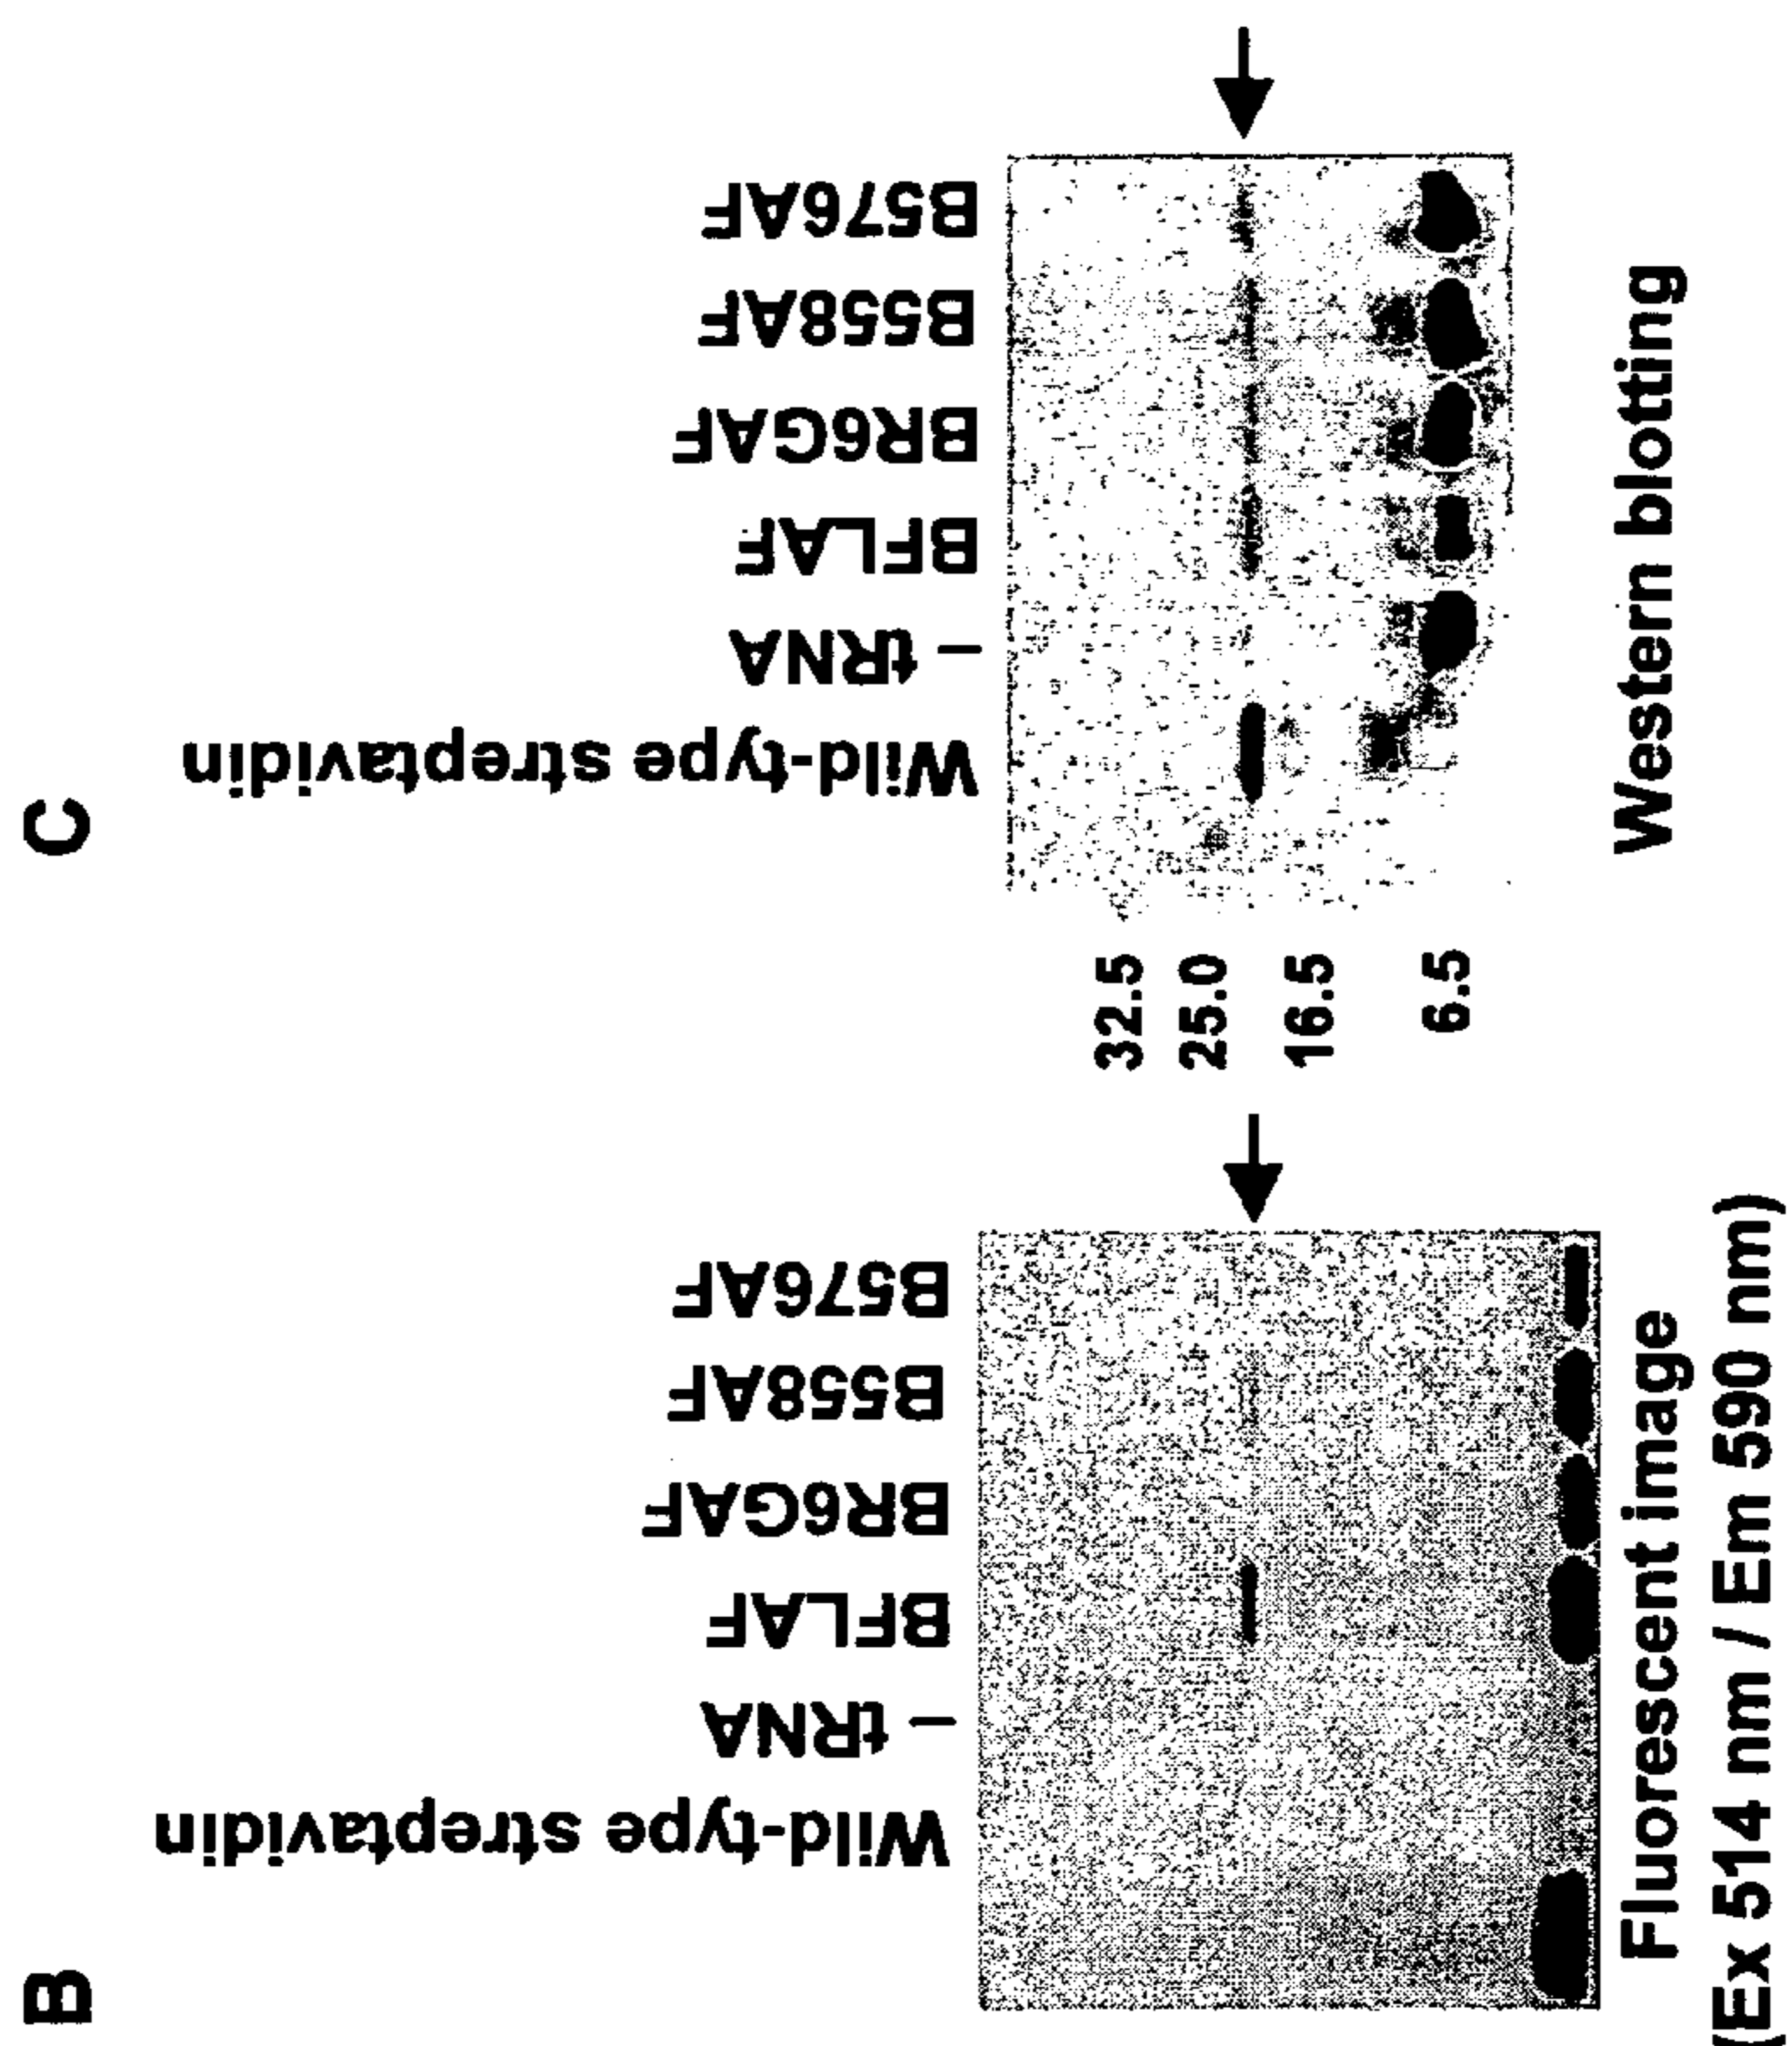 B
Wild-type streptavidin
– tRNA
BFLAF
BR6GAF
B558AF
B576AF
Fluorescent image
(Ex 514 nm / Em 590 nm)
C
Wild-type streptavidin
– tRNA
BFLAF
BR6GAF
B558AF
B576AF
32.5
25.0
16.5
6.5
Western blotting